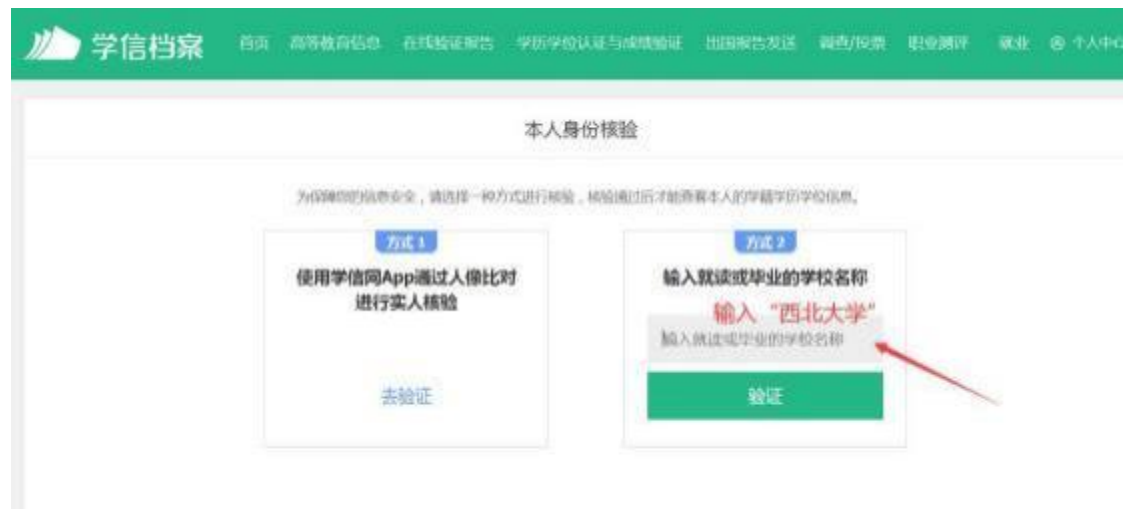 学信档案 首页 高等教育信息 在线验证报告 学历学位认证与成绩验证 出国报告发送 调查/投票 职业测评 就业 个人中心
本人身份核验
为保障您的信息安全，请选择一种方式进行核验，核验通过后才能查看本人的学籍学历学位信息。
方式 1
使用学信网App通过人像比对
进行实人核验
去验证
方式 2
输入就读或毕业的学校名称
输入 “西北大学”
输入就读或毕业的学校名称
验证